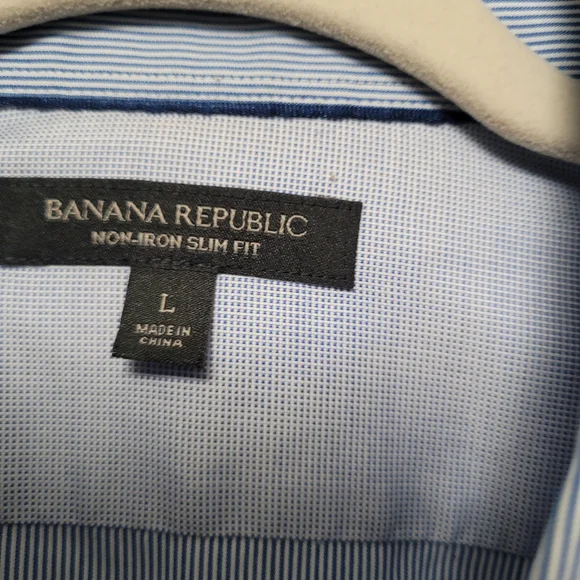 BANANA REPUBLIC
NON-IRON SLIM FIT
L
MADE IN
CHINA